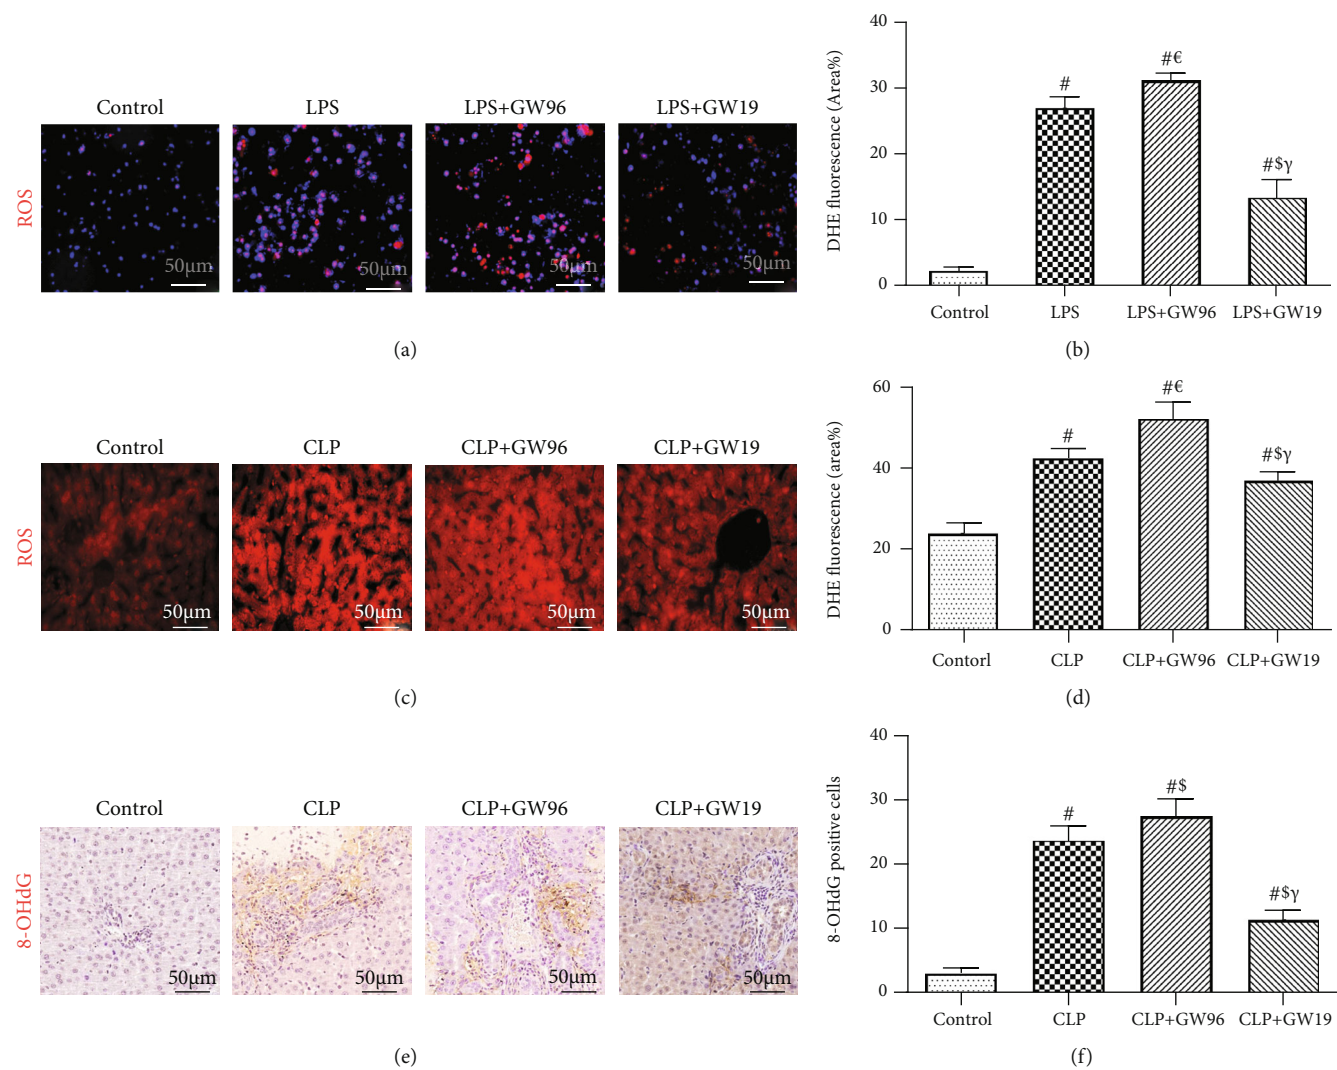 Control LPS LPS+GW96 LPS+GW19
ROS
50μm 50μm 50μm 50μm
(a)
DHE fluorescence (Area%)
40
30
20
10
0
# #€ #$γ
Control LPS LPS+GW96 LPS+GW19
(b)
Control CLP CLP+GW96 CLP+GW19
ROS
50μm 50μm 50μm 50μm
(c)
DHE fluorescence (area%)
60
40
20
0
# #€ #$γ
Contorl CLP CLP+GW96 CLP+GW19
(d)
Control CLP CLP+GW96 CLP+GW19
8-OHdG
50μm 50μm 50μm 50μm
(e)
8-OHdG positive cells
40
30
20
10
0
# #$ #$γ
Control CLP CLP+GW96 CLP+GW19
(f)